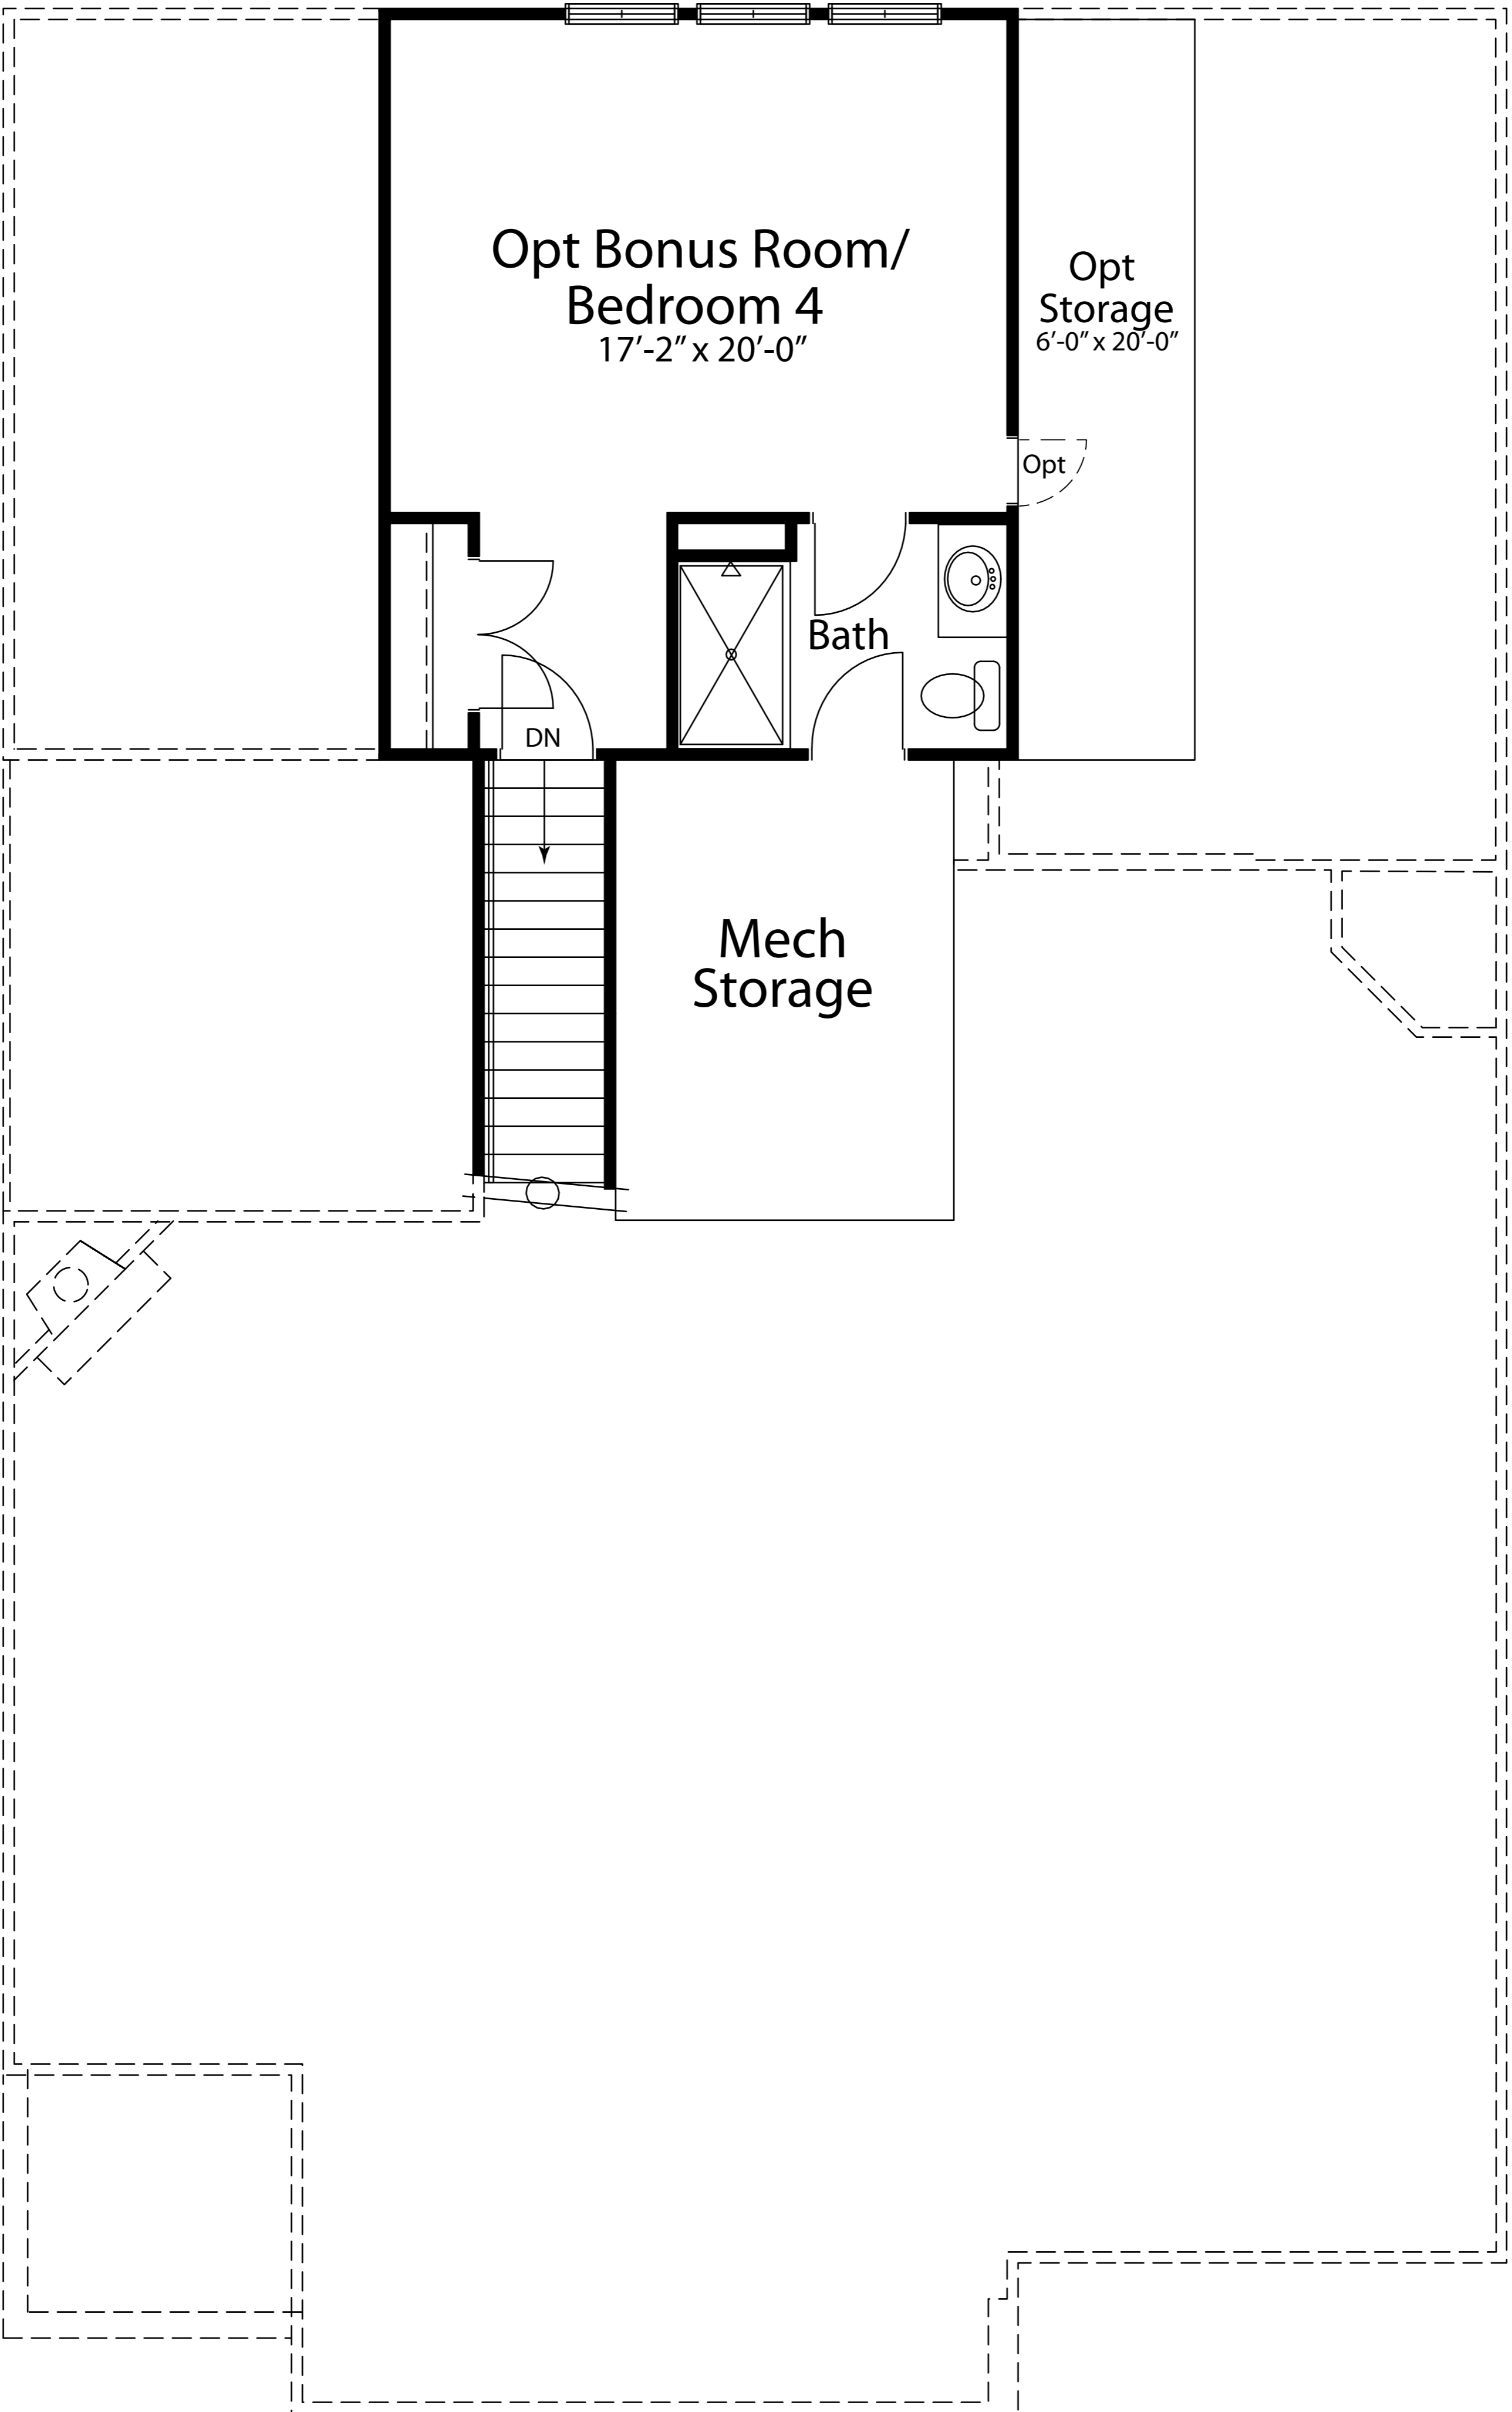 Opt Bonus Room/
Bedroom 4
17’-2” x 20’-0”
Opt
Storage
6’-0” x 20’-0”
Opt
Bath
DN
Mech
Storage